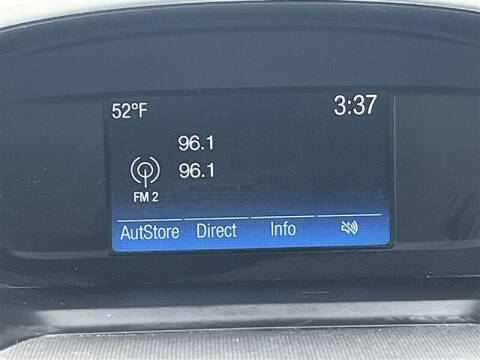 52°F 3:37
96.1
96.1
FM 2
AutStore Direct Info